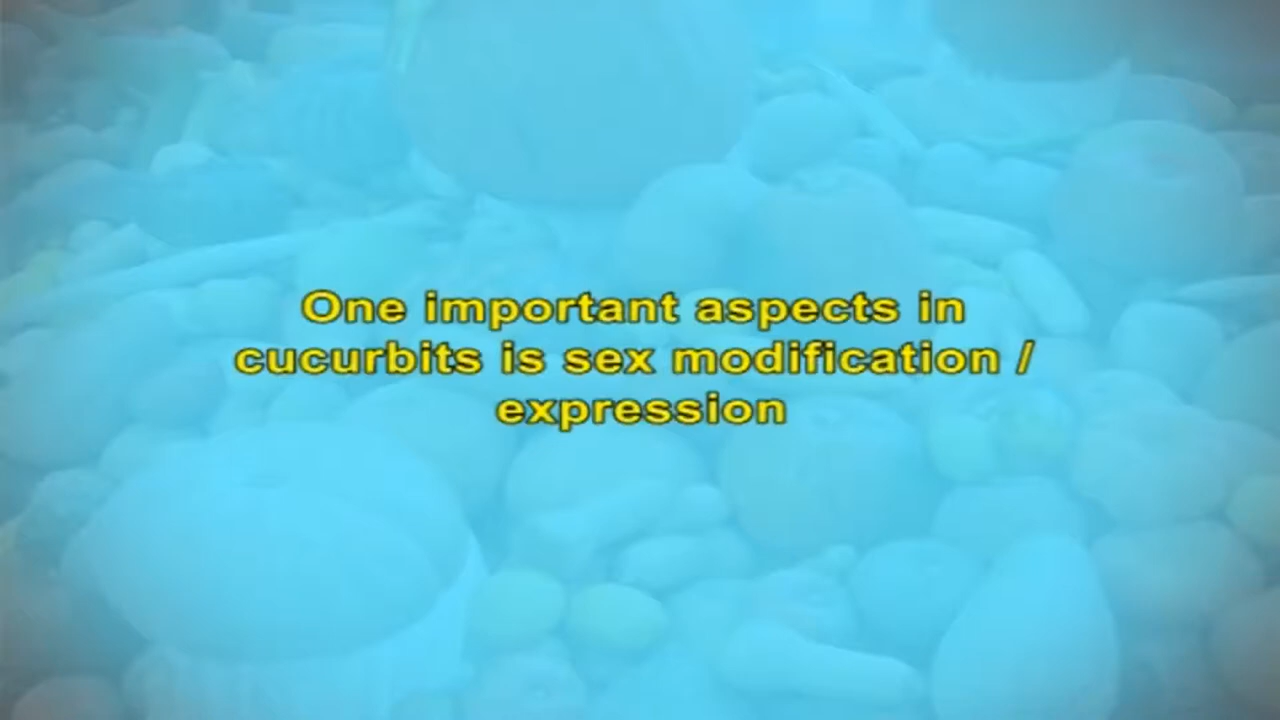 One important aspects in
cucurbits is sex modification /
expression